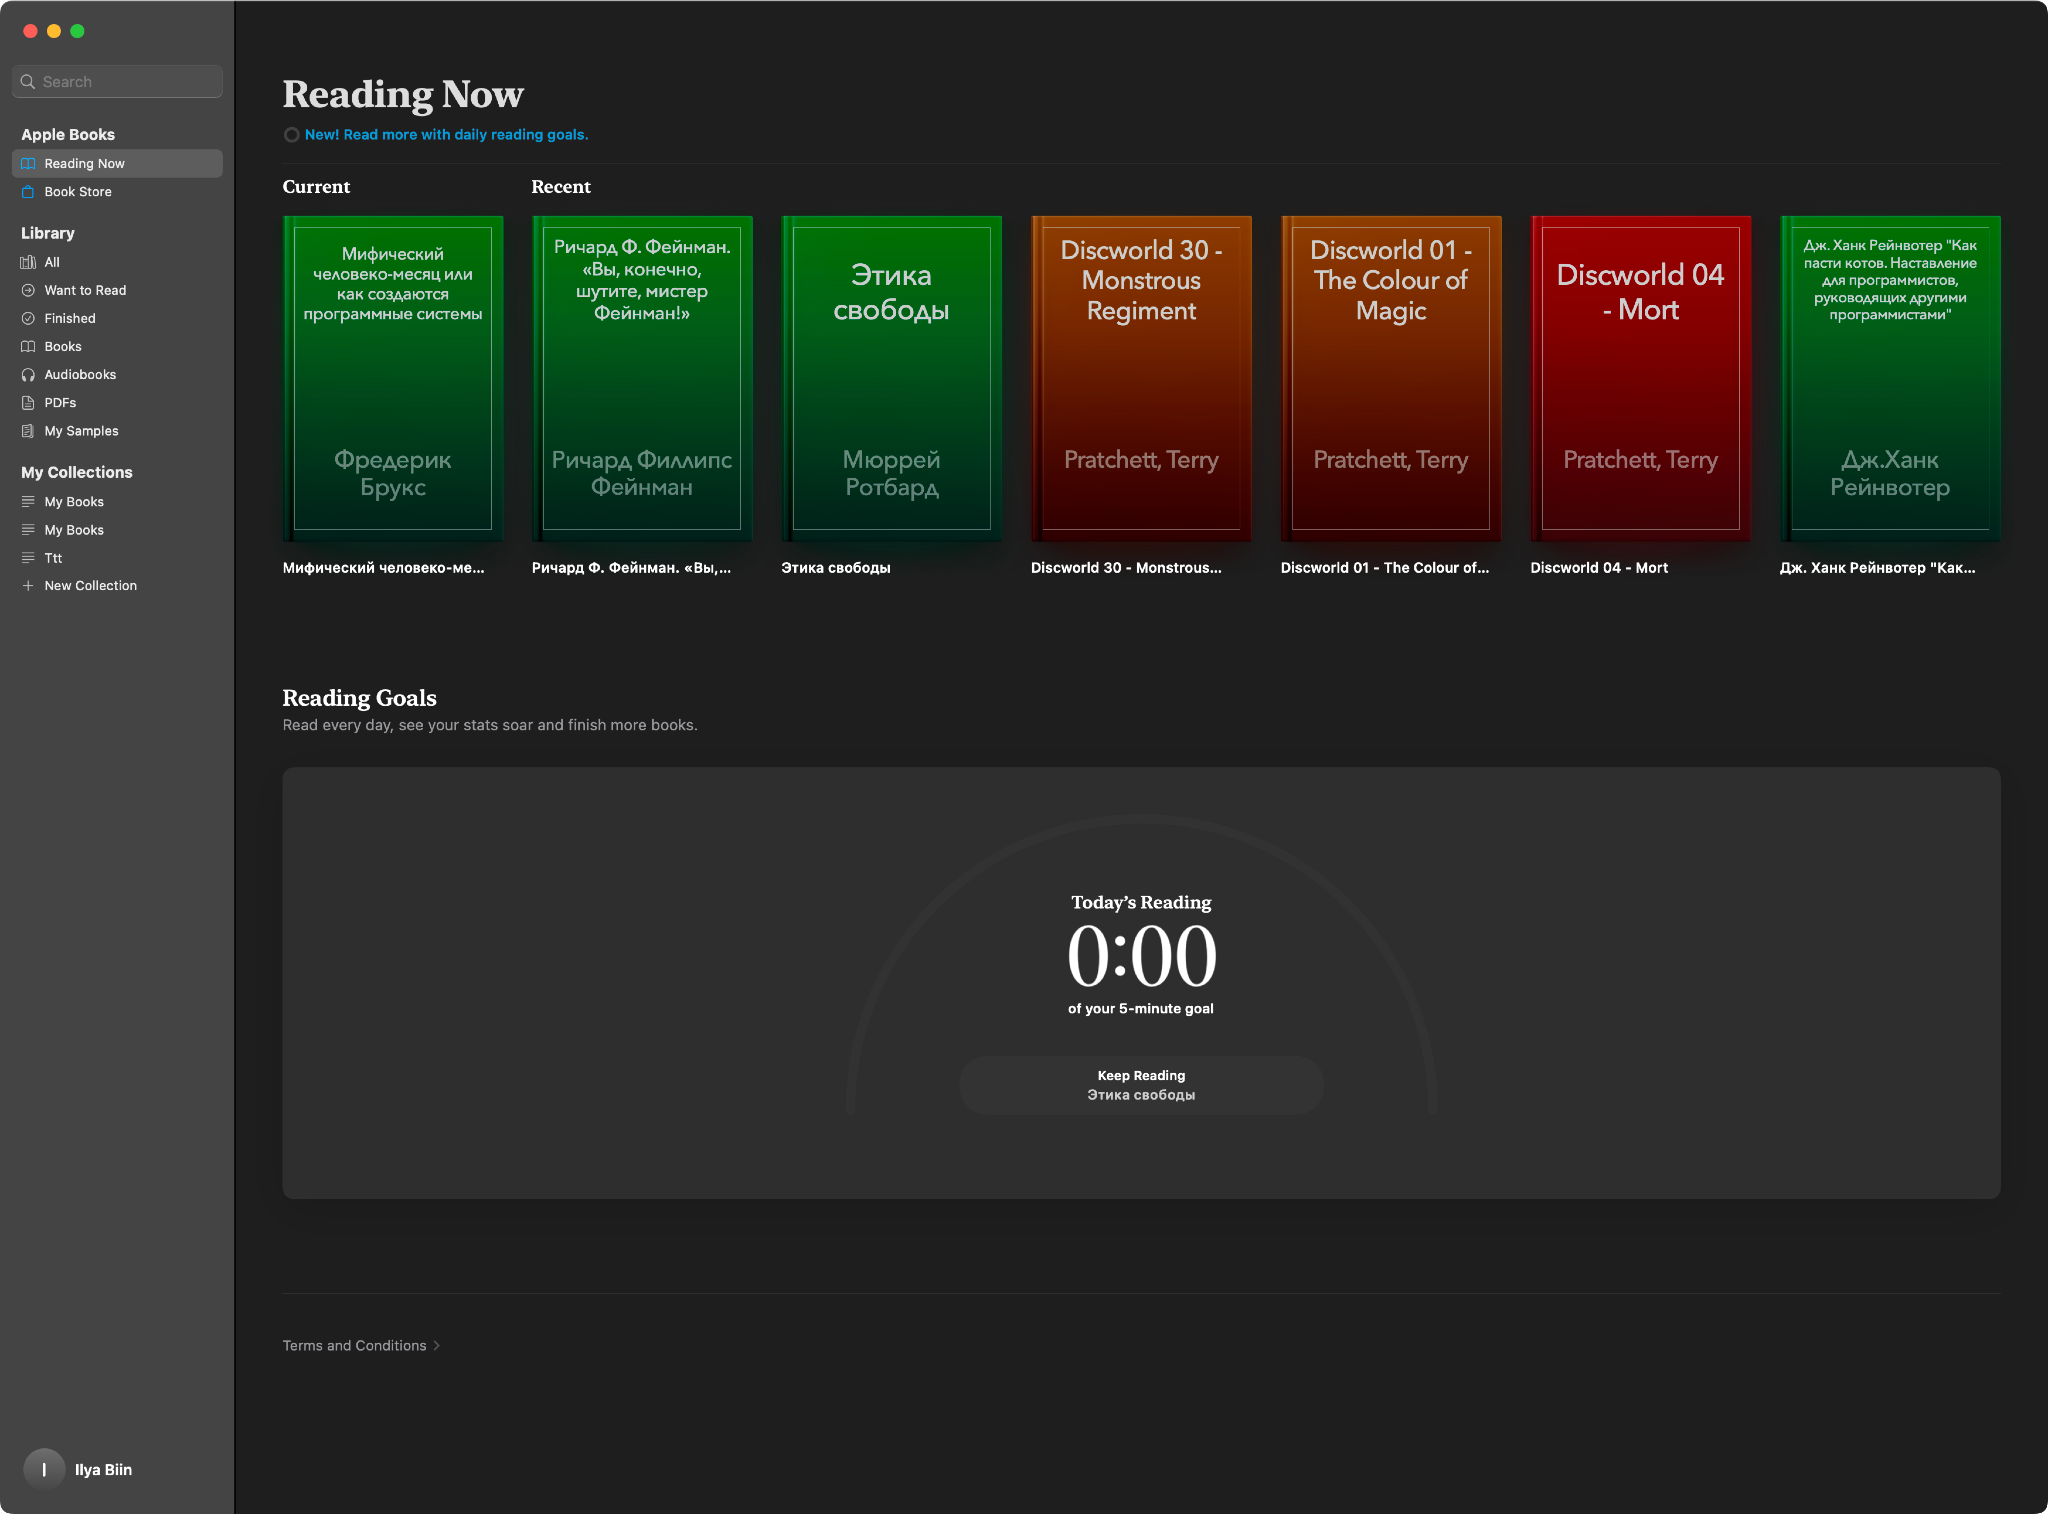 Search
Apple Books
Reading Now
Book Store
Library
All
Want to Read
Finished
Books
Audiobooks
PDFs
My Samples
My Collections
My Books
My Books
Ttt
New Collection
I
Ilya Biin
Reading Now
New! Read more with daily reading goals.
Current
Recent
Мифический
человеко-месяц или
как создаются
программные системы
Фредерик
Брукс
Мифический человеко-ме...
Ричард Ф. Фейнман.
«Вы, конечно,
шутите, мистер
Фейнман!»
Ричард Филлипс
Фейнман
Ричард Ф. Фейнман. «Вы,...
Этика
свободы
Мюррей
Ротбард
Этика свободы
Discworld 30 -
Monstrous
Regiment
Pratchett, Terry
Discworld 30 - Monstrous...
Discworld 01 -
The Colour of
Magic
Pratchett, Terry
Discworld 01 - The Colour of...
Discworld 04
- Mort
Pratchett, Terry
Discworld 04 - Mort
Дж. Ханк Рейнвотер "Как
пасти котов. Наставление
для программистов,
руководящих другими
программистами"
Дж.Ханк
Рейнвотер
Дж. Ханк Рейнвотер "Как...
Reading Goals
Read every day, see your stats soar and finish more books.
Today’s Reading
0:00
of your 5-minute goal
Keep Reading
Этика свободы
Terms and Conditions